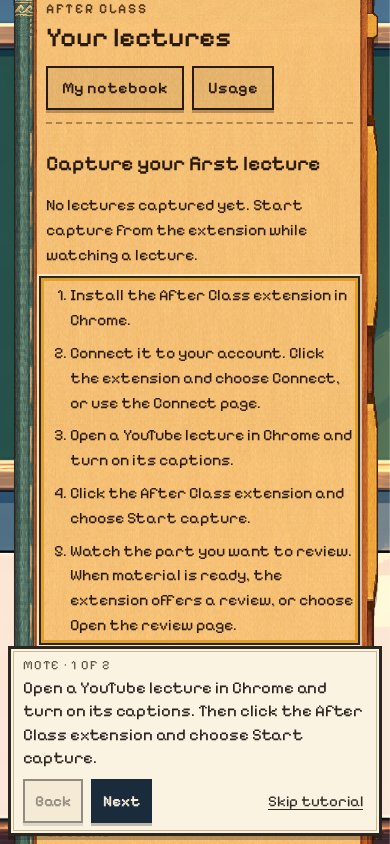 AFTER CLASS
Your lectures
My notebook
Usage
Capture your first lecture
No lectures captured yet. Start
capture from the extension while
watching a lecture.
1. Install the After Class extension in
Chrome.
2. Connect it to your account. Click
the extension and choose Connect,
or use the Connect page.
3. Open a YouTube lecture in Chrome and
turn on its captions.
4. Click the After Class extension and
choose Start capture.
5. Watch the part you want to review.
When material is ready, the
extension offers a review, or choose
Open the review page.
MOTE · 1 OF 2
Open a YouTube lecture in Chrome and
turn on its captions. Then click the After
Class extension and choose Start
capture.
Back
Next
Skip tutorial